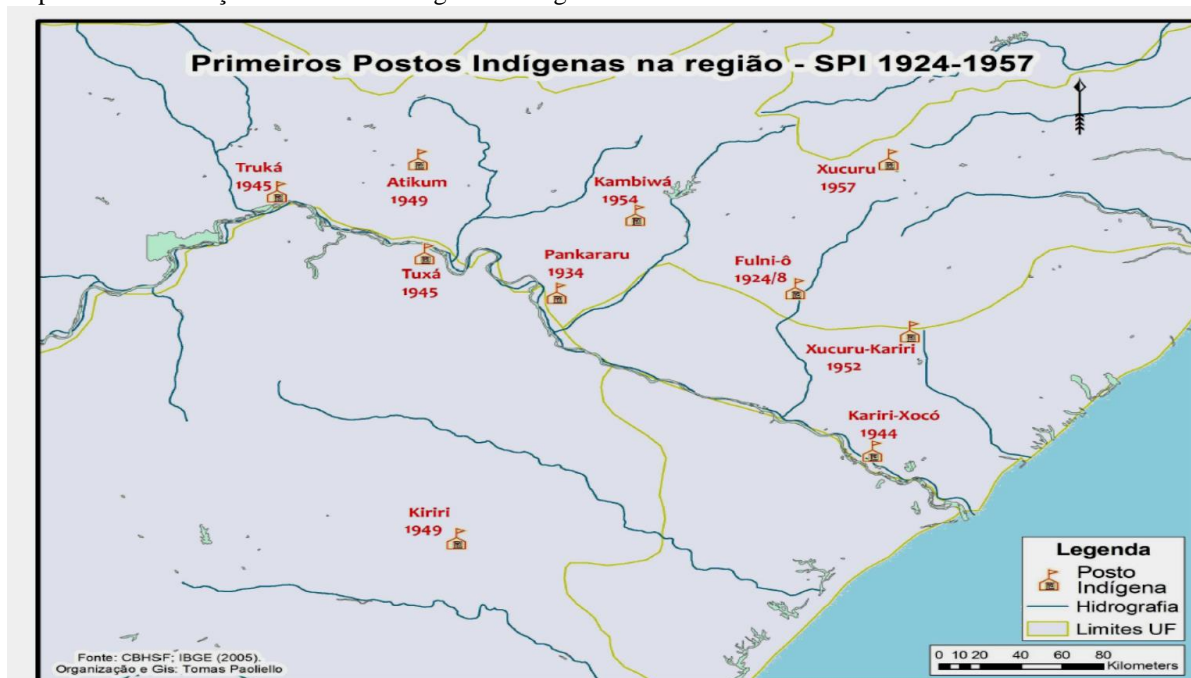 Primeiros Postos Indígenas na região - SPI 1924-1957
Truká
1945
Atikum
1949
Kambiwá
1954
Xucuru
1957
Tuxá
1945
Pankararu
1934
Fulni-ô
1924/8
Xucuru-Kariri
1952
Kariri-Xocó
1944
Kiriri
1949
Legenda
Posto
Indígena
Hidrografia
Limites UF
0 10 20 40 60 80
Kilometers
Fonte: CBHSF; IBGE (2005).
Organização e Gis: Tomas Paoliello